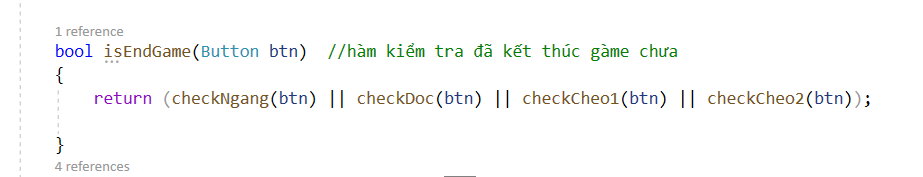 1 reference
bool isEndGame(Button btn)  //hàm kiểm tra đã kết thúc gàme chưa
{
    return (checkNgang(btn) || checkDoc(btn) || checkCheo1(btn) || checkCheo2(btn));
}
4 references